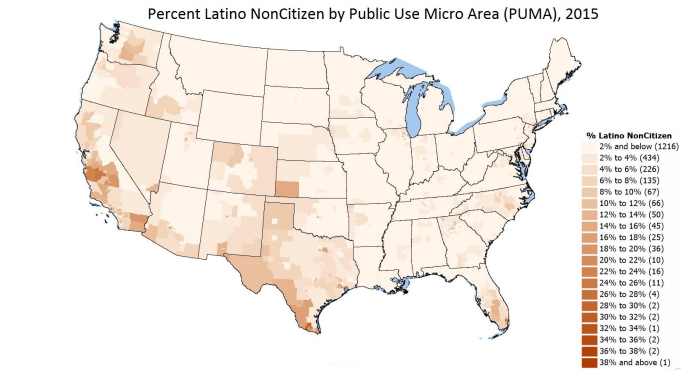 Percent Latino NonCitizen by Public Use Micro Area (PUMA), 2015
% Latino NonCitizen
2% and below (1216)
2% to 4% (434)
4% to 6% (226)
6% to 8% (135)
8% to 10% (67)
10% to 12% (66)
12% to 14% (50)
14% to 16% (45)
16% to 18% (25)
18% to 20% (36)
20% to 22% (10)
22% to 24% (16)
24% to 26% (11)
26% to 28% (4)
28% to 30% (2)
30% to 32% (2)
32% to 34% (1)
34% to 36% (2)
36% to 38% (2)
38% and above (1)